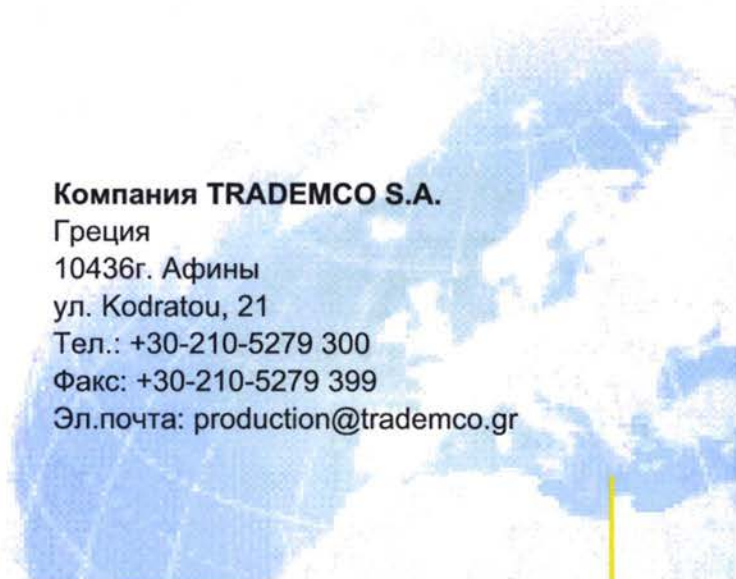 Компания TRADEMCO S.A.
Греция
10436г. Афины
ул. Kodratou, 21
Тел.: +30-210-5279 300
Факс: +30-210-5279 399
Эл.почта: production@trademco.gr